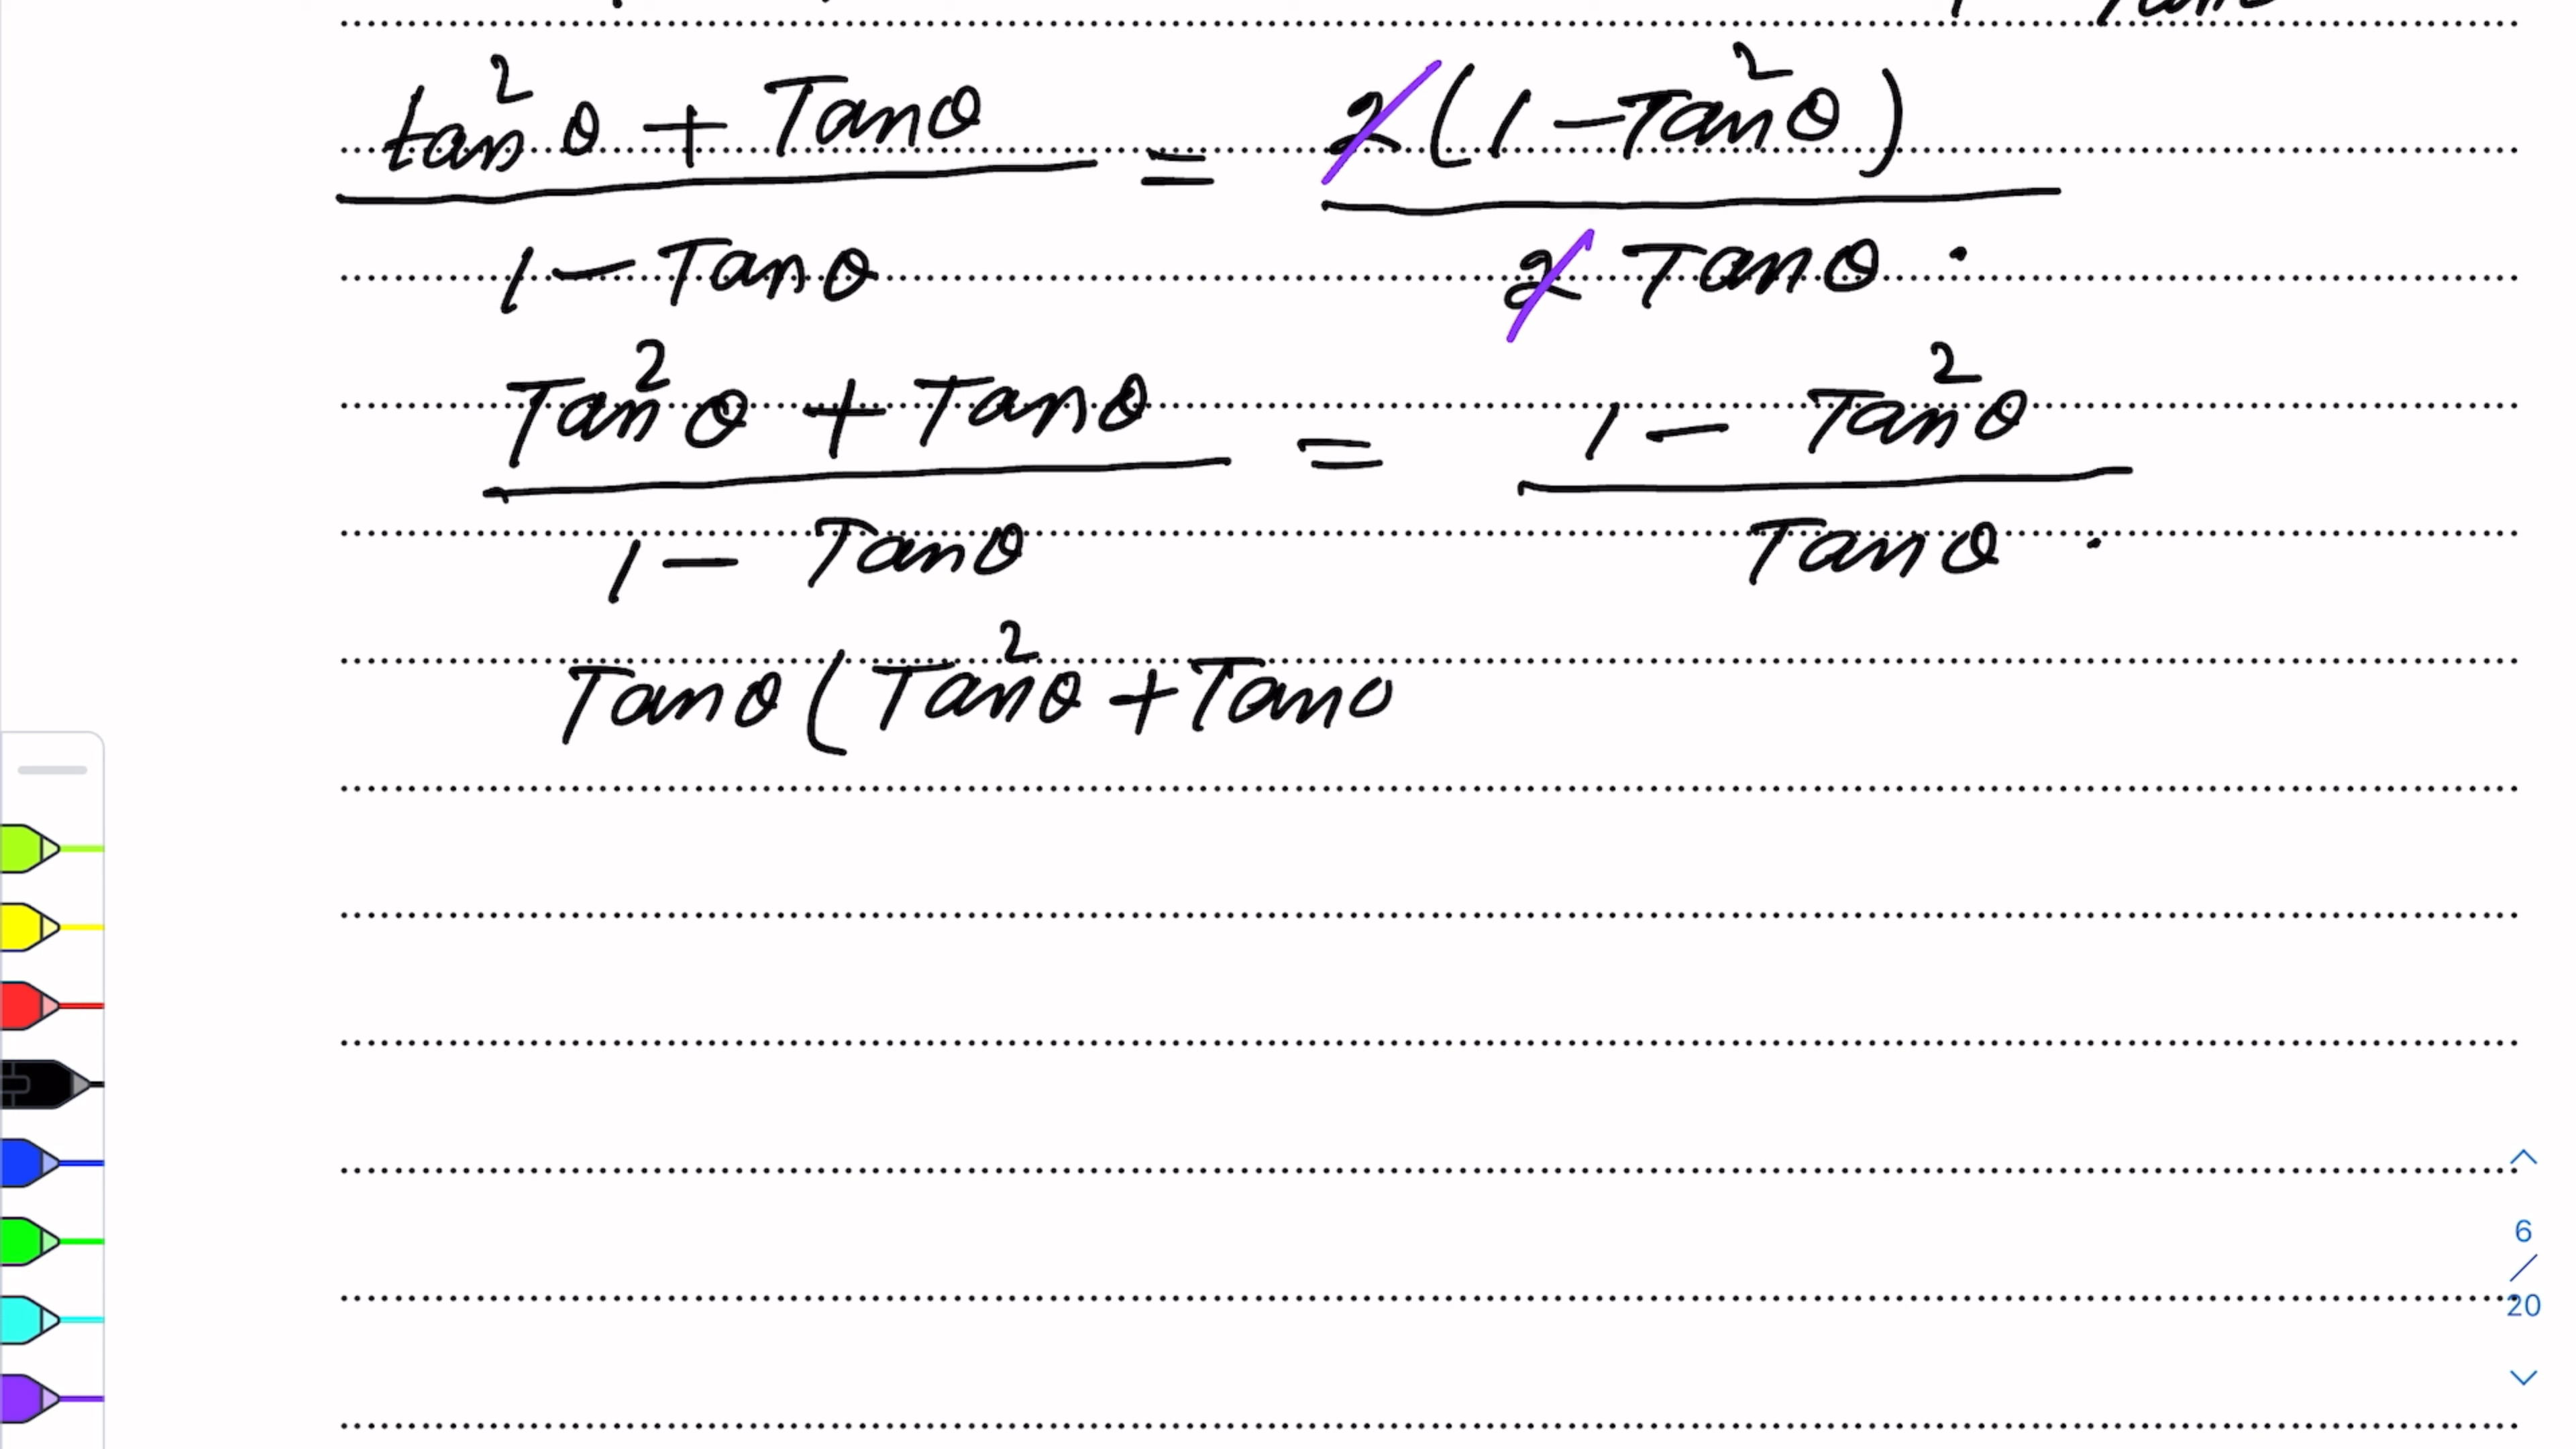 tan²θ + Tanθ / 1 - Tanθ = 2(1 - Tan²θ) / 2 Tanθ .
Tan²θ + Tanθ / 1 - Tanθ = 1 - Tan²θ / Tanθ .
Tanθ (Tan²θ + Tanθ
6
/
20